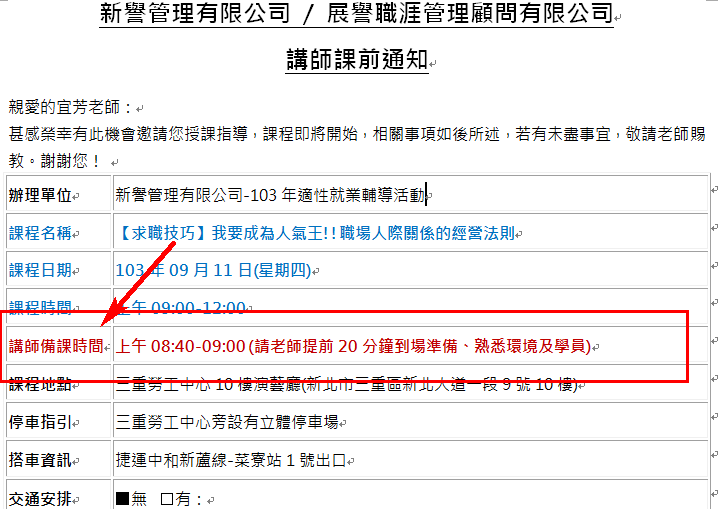 新譽管理有限公司 / 展譽職涯管理顧問有限公司
講師課前通知
親愛的宜芳老師：
甚感榮幸有此機會邀請您授課指導，課程即將開始，相關事項如後所述，若有未盡事宜，敬請老師賜
教。謝謝您！
辦理單位 新譽管理有限公司-103 年適性就業輔導活動
課程名稱 【求職技巧】我要成為人氣王!!職場人際關係的經營法則
課程日期 103 年 09 月 11 日(星期四)
課程時間 上午 09:00-12:00
講師備課時間 上午 08:40-09:00 (請老師提前 20 分鐘到場準備、熟悉環境及學員)
課程地點 三重勞工中心 10 樓演藝廳(新北市三重區新北大道一段 9 號 10 樓)
停車指引 三重勞工中心旁設有立體停車場
搭車資訊 捷運中和新蘆線-菜寮站 1 號出口
交通安排 ■無 □有：